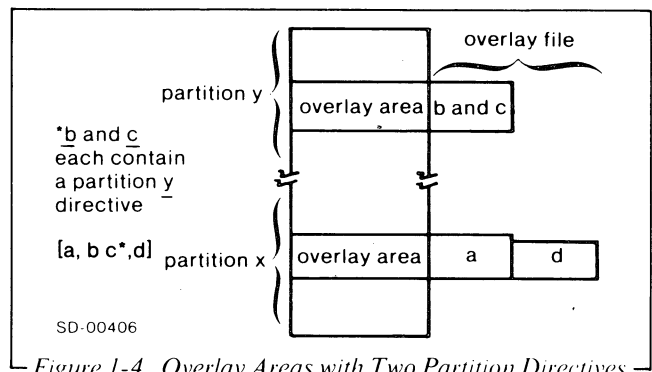 overlay file
partition y
overlay area
b and c
*b and c
each contain
a partition y
directive
[a, b c*,d]
partition x
overlay area
a
d
SD-00406
Figure 1-4. Overlay Areas with Two Partition Directives